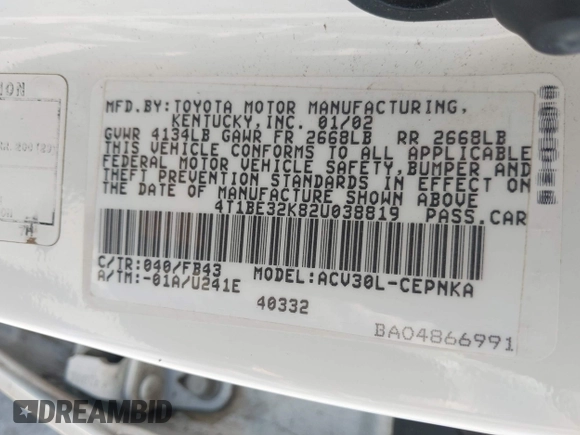 MFD.BY:TOYOTA MOTOR MANUFACTURING,
KENTUCKY,INC. 01/02
GVWR 4134LB GAWR FR 2668LB RR 2668LB
THIS VEHICLE CONFORMS TO ALL APPLICABLE
FEDERAL MOTOR VEHICLE SAFETY,BUMPER AND
THEFT PREVENTION STANDARDS IN EFFECT ON
THE DATE OF MANUFACTURE SHOWN ABOVE
4T1BE32K82U038819 PASS.CAR
C/TR:040/FB43 MODEL:ACV30L-CEPNKA
A/TM:-01A/U241E
40332
BA04866991
DREAMBID